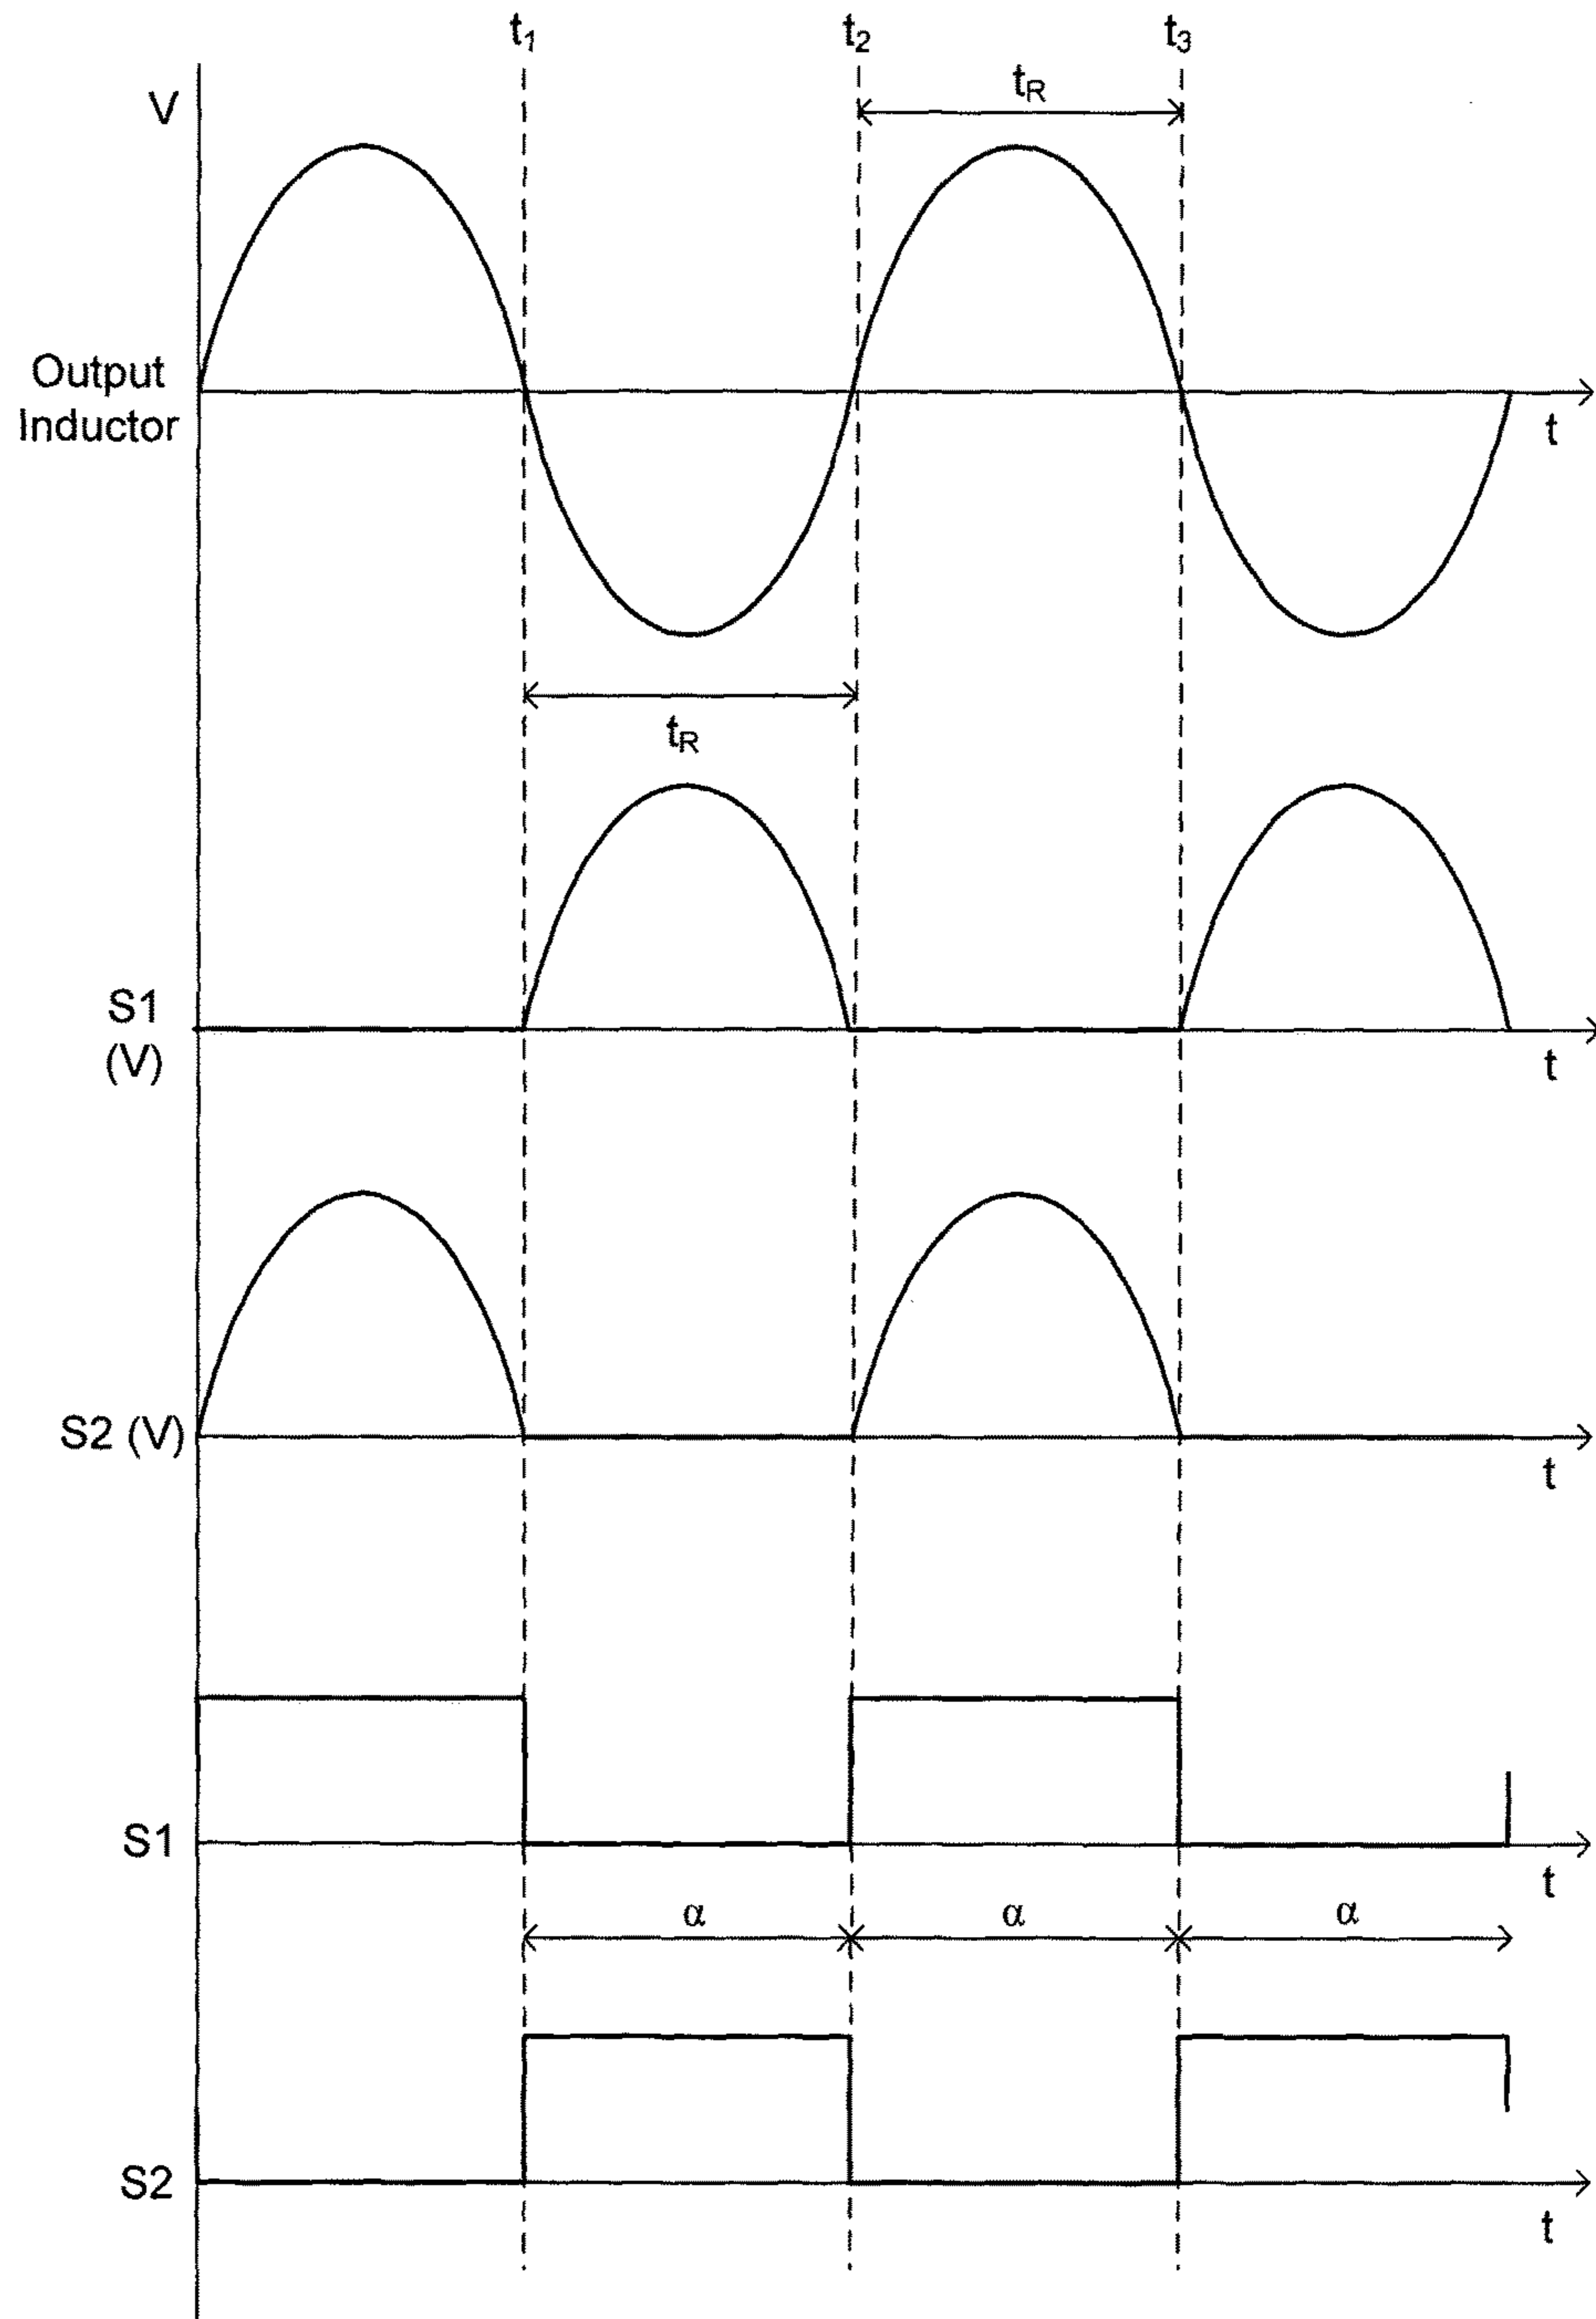 t₁ t₂ t₃
V
tR
Output
Inductor
t
tR
S1
(V)
t
S2 (V)
t
S1
t
α α α
S2
t